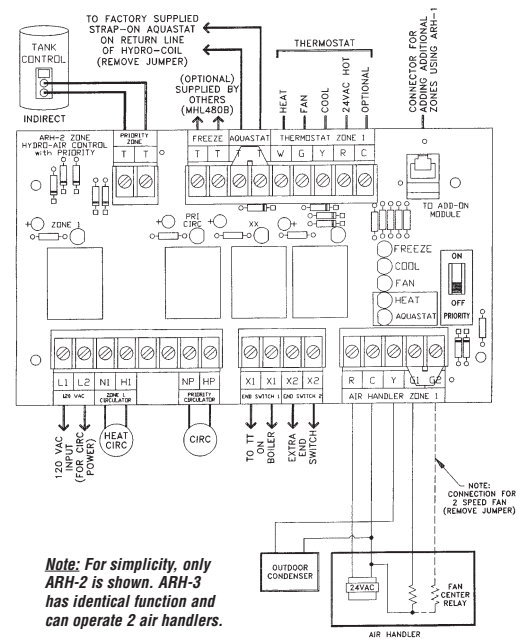 TO FACTORY SUPPLIED
STRAP-ON AQUASTAT
ON RETURN LINE
OF HYDRO-COIL
(REMOVE JUMPER)
TANK
CONTROL
INDIRECT
(OPTIONAL)
SUPPLIED BY
OTHERS
(MHL480B)
THERMOSTAT
HEAT
FAN
COOL
24VAC HOT
OPTIONAL
CONNECTOR FOR
ADDING ADDITIONAL
ZONES USING ARH-1
ARH-2 ZONE
HYDRO-AIR CONTROL
with PRIORITY
PRIORITY
ZONE
T T
FREEZE
T T
AQUASTAT
THERMOSTAT ZONE 1
W G Y R C
TO ADD-ON
MODULE
ZONE 1
PRI
CIRC
XX
X1
FREEZE
COOL
FAN
HEAT
AQUASTAT
ON
OFF
PRIORITY
L1 L2 N1 H1 NP HP
120 VAC
ZONE 1
CIRCULATOR
PRIORITY
CIRCULATOR
X1 X1 X2 X2
END SWITCH 1 END SWITCH 2
R C Y G1 G2
AIR HANDLER ZONE 1
120 VAC
INPUT
(FOR CIRC
POWER)
HEAT
CIRC
CIRC
TO TT
ON
BOILER
EXTRA
END
SWITCH
NOTE:
CONNECTION FOR
2 SPEED FAN
(REMOVE JUMPER)
OUTDOOR
CONDENSER
24VAC
FAN
CENTER
RELAY
AIR HANDLER
Note: For simplicity, only
ARH-2 is shown. ARH-3
has identical function and
can operate 2 air handlers.